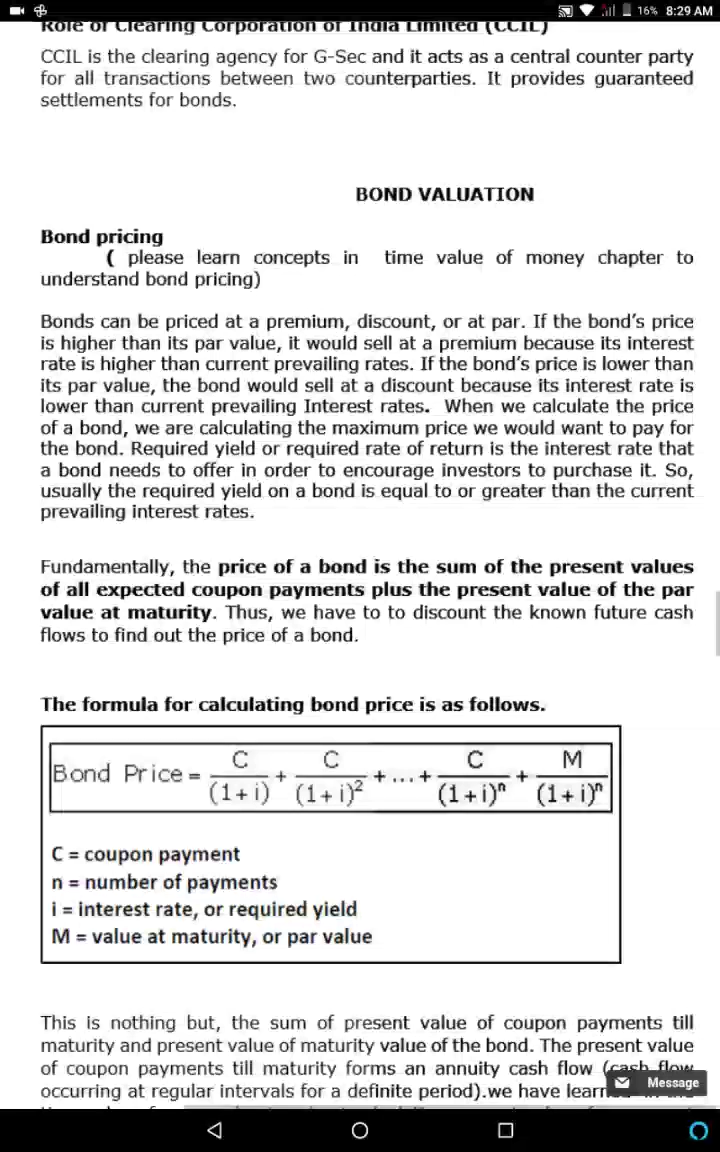 16% 8:29 AM
Role of Clearing Corporation of India Limited (CCIL)
CCIL is the clearing agency for G-Sec and it acts as a central counter party
for all transactions between two counterparties. It provides guaranteed
settlements for bonds.
BOND VALUATION
Bond pricing
( please learn concepts in time value of money chapter to
understand bond pricing)
Bonds can be priced at a premium, discount, or at par. If the bond's price
is higher than its par value, it would sell at a premium because its interest
rate is higher than current prevailing rates. If the bond's price is lower than
its par value, the bond would sell at a discount because its interest rate is
lower than current prevailing Interest rates. When we calculate the price
of a bond, we are calculating the maximum price we would want to pay for
the bond. Required yield or required rate of return is the interest rate that
a bond needs to offer in order to encourage investors to purchase it. So,
usually the required yield on a bond is equal to or greater than the current
prevailing interest rates.
Fundamentally, the price of a bond is the sum of the present values
of all expected coupon payments plus the present value of the par
value at maturity. Thus, we have to to discount the known future cash
flows to find out the price of a bond.
The formula for calculating bond price is as follows.
Bond Price = C/(1+i) + C/(1+i)² + ... + C/(1+i)ⁿ + M/(1+i)ⁿ
C = coupon payment
n = number of payments
i = interest rate, or required yield
M = value at maturity, or par value
This is nothing but, the sum of present value of coupon payments till
maturity and present value of maturity value of the bond. The present value
of coupon payments till maturity forms an annuity cash flow (cash flow
occurring at regular intervals for a definite period).we have
Message